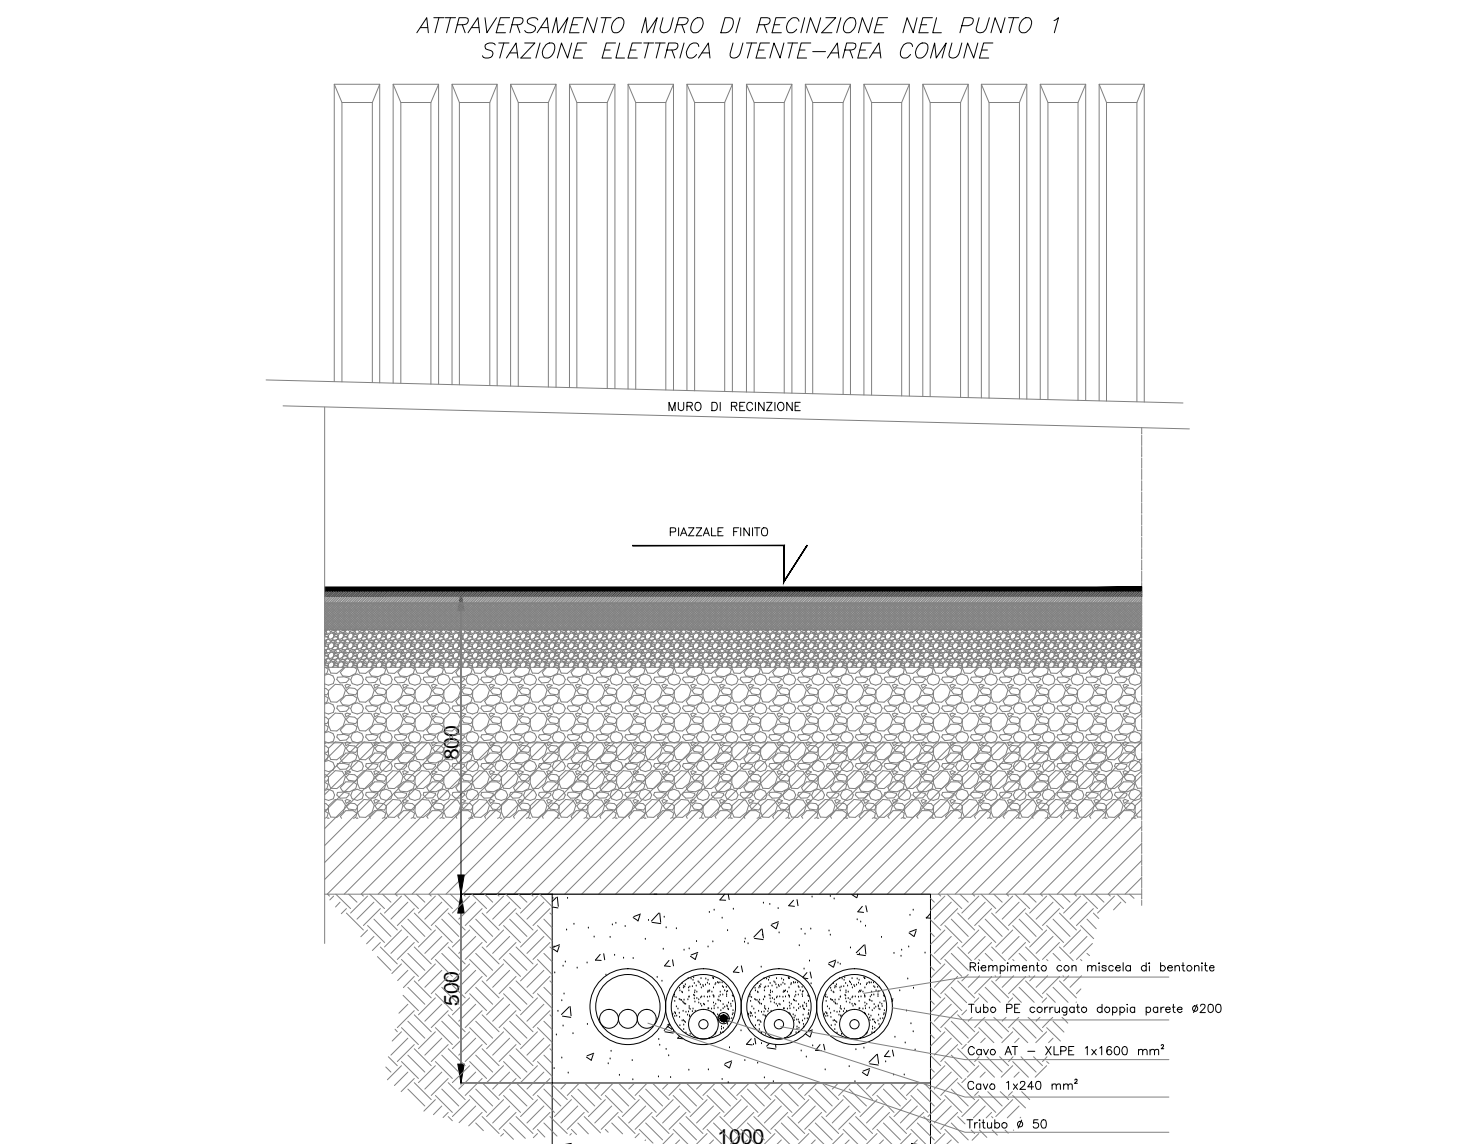 ATTRAVERSAMENTO MURO DI RECINZIONE NEL PUNTO 1
STAZIONE ELETTRICA UTENTE-AREA COMUNE
MURO DI RECINZIONE
PIAZZALE FINITO
800
500
Riempimento con miscela di bentonite
Tubo PE corrugato doppia parete ø200
Cavo AT - XLPE 1x1600 mm²
Cavo 1x240 mm²
Tritubo ø 50
1000